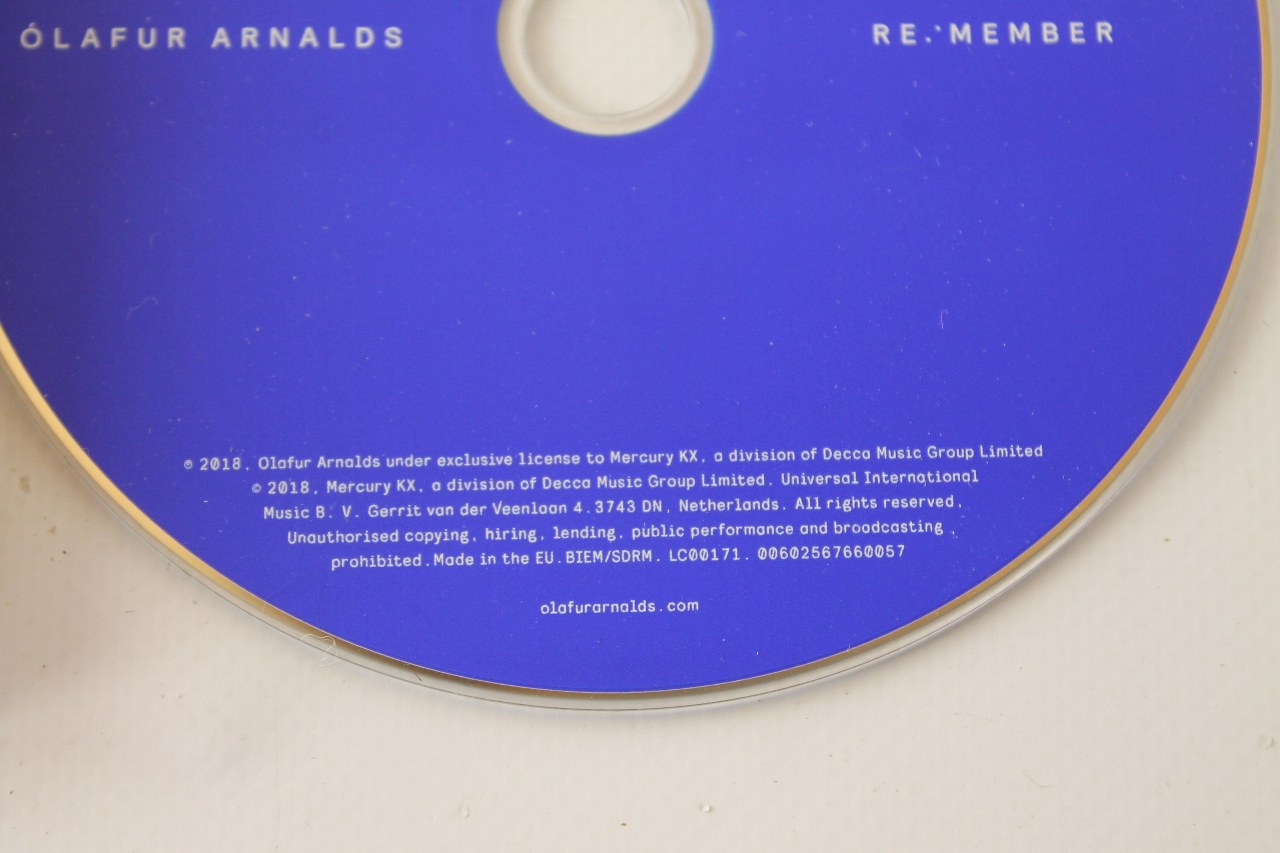 ÓLAFUR ARNALDS
RE:MEMBER
℗ 2018. Olafur Arnalds under exclusive license to Mercury KX, a division of Decca Music Group Limited
© 2018. Mercury KX, a division of Decca Music Group Limited. Universal International
Music B. V. Gerrit van der Veenlaan 4. 3743 DN, Netherlands. All rights reserved.
Unauthorised copying, hiring, lending, public performance and broadcasting
prohibited. Made in the EU. BIEM/SDRM. LC00171. 00602567660057
olafurarnalds.com